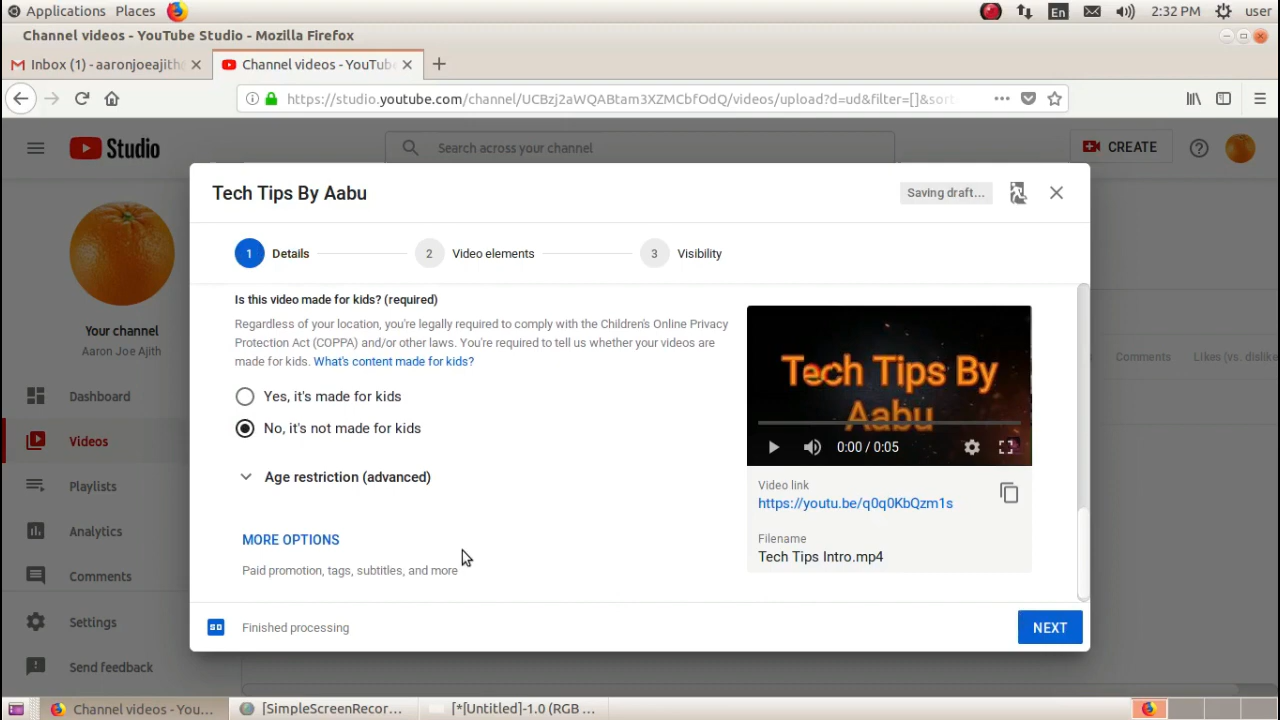 Applications Places En 2:32 PM user
Channel videos - YouTube Studio - Mozilla Firefox
Inbox (1) - aaronjoeajith@ Channel videos - YouTube
https://studio.youtube.com/channel/UCBzj2aWQABtam3XZMCbfOdQ/videos/upload?d=ud&filter=[]&sort
Studio Search across your channel CREATE
Tech Tips By Aabu Saving draft...
1 Details 2 Video elements 3 Visibility
Is this video made for kids? (required)
Regardless of your location, you're legally required to comply with the Children's Online Privacy
Protection Act (COPPA) and/or other laws. You're required to tell us whether your videos are
made for kids. What's content made for kids?
Yes, it's made for kids
No, it's not made for kids
Age restriction (advanced)
MORE OPTIONS
Paid promotion, tags, subtitles, and more
Tech Tips By
Aabu
0:00 / 0:05
Video link
https://youtu.be/q0q0KbQzm1s
Filename
Tech Tips Intro.mp4
SD Finished processing NEXT
Your channel
Aaron Joe Ajith
Dashboard
Videos
Playlists
Analytics
Comments
Settings
Send feedback
Comments Likes (vs. dislike
Channel videos - You... [SimpleScreenRecor... [*[Untitled]-1.0 (RGB ...